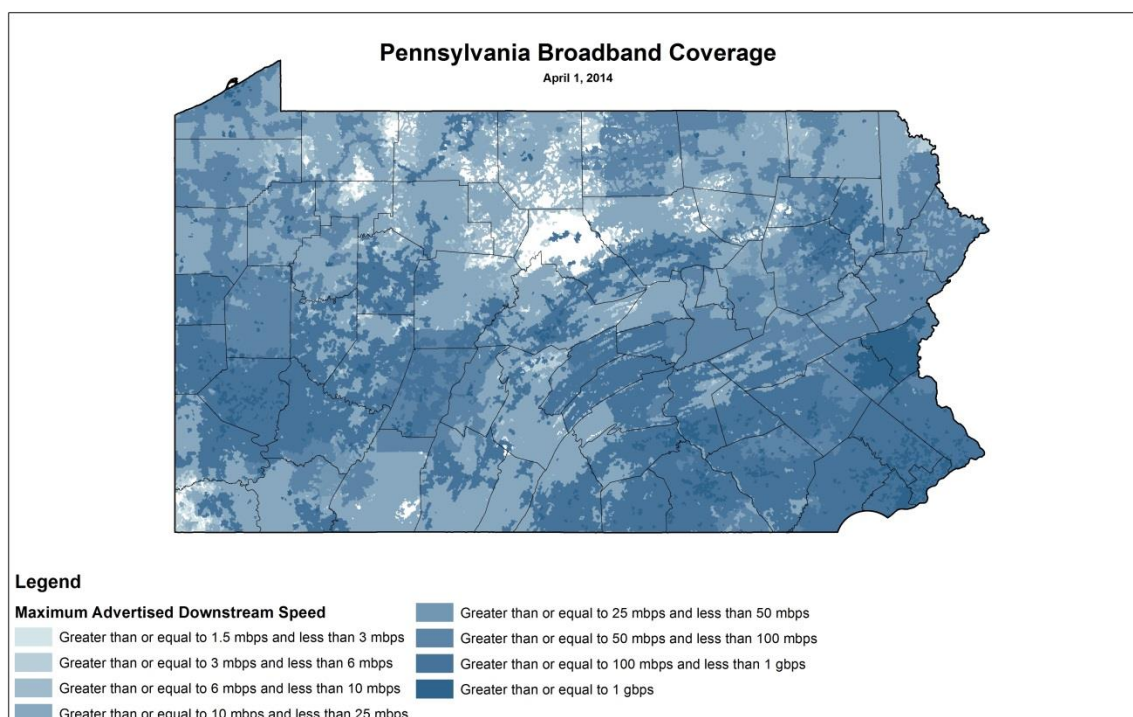 Pennsylvania Broadband Coverage
April 1, 2014
Legend
Maximum Advertised Downstream Speed
Greater than or equal to 1.5 mbps and less than 3 mbps
Greater than or equal to 3 mbps and less than 6 mbps
Greater than or equal to 6 mbps and less than 10 mbps
Greater than or equal to 10 mbps and less than 25 mbps
Greater than or equal to 25 mbps and less than 50 mbps
Greater than or equal to 50 mbps and less than 100 mbps
Greater than or equal to 100 mbps and less than 1 gbps
Greater than or equal to 1 gbps